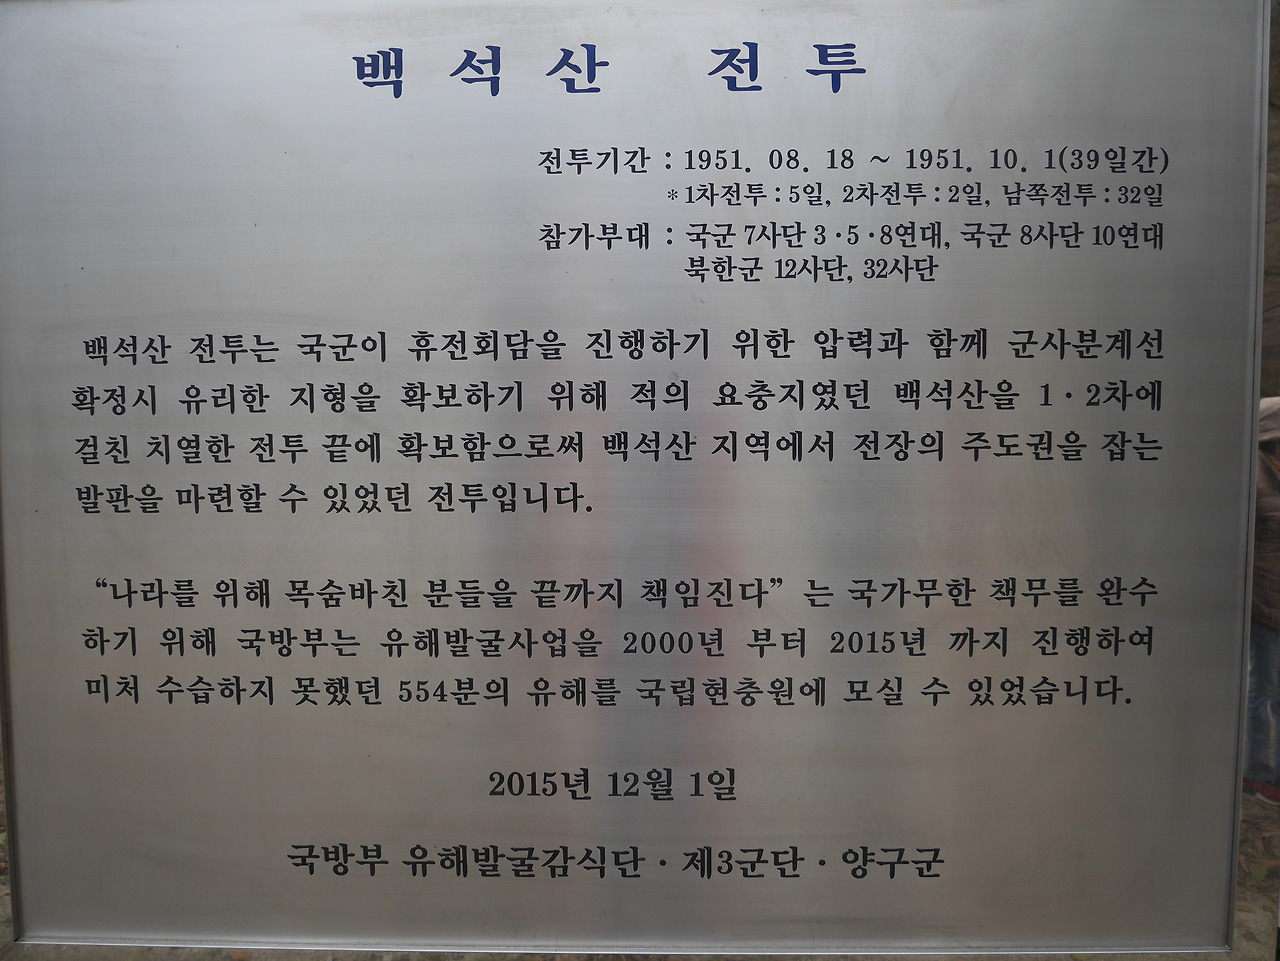 백석산 전투
전투기간 : 1951. 08. 18 ~ 1951. 10. 1(39일간)
* 1차전투 : 5일, 2차전투 : 2일, 남쪽전투 : 32일
참가부대 : 국군 7사단 3 · 5 · 8연대, 국군 8사단 10연대
북한군 12사단, 32사단
백석산 전투는 국군이 휴전회담을 진행하기 위한 압력과 함께 군사분계선
확정시 유리한 지형을 확보하기 위해 적의 요충지였던 백석산을 1 · 2차에
걸친 치열한 전투 끝에 확보함으로써 백석산 지역에서 전장의 주도권을 잡는
발판을 마련할 수 있었던 전투입니다.
“나라를 위해 목숨바친 분들을 끝까지 책임진다” 는 국가무한 책무를 완수
하기 위해 국방부는 유해발굴사업을 2000년 부터 2015년 까지 진행하여
미처 수습하지 못했던 554분의 유해를 국립현충원에 모실 수 있었습니다.
2015년 12월 1일
국방부 유해발굴감식단 · 제3군단 · 양구군